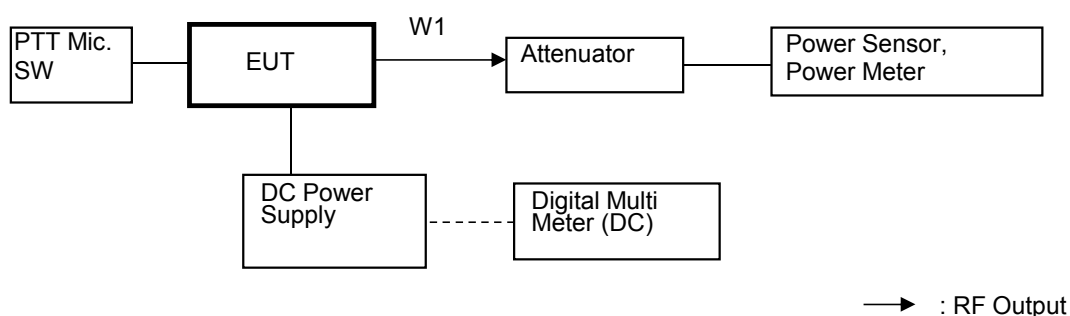 W1
PTT Mic.
SW
EUT
Attenuator
Power Sensor,
Power Meter
DC Power
Supply
Digital Multi
Meter (DC)
: RF Output